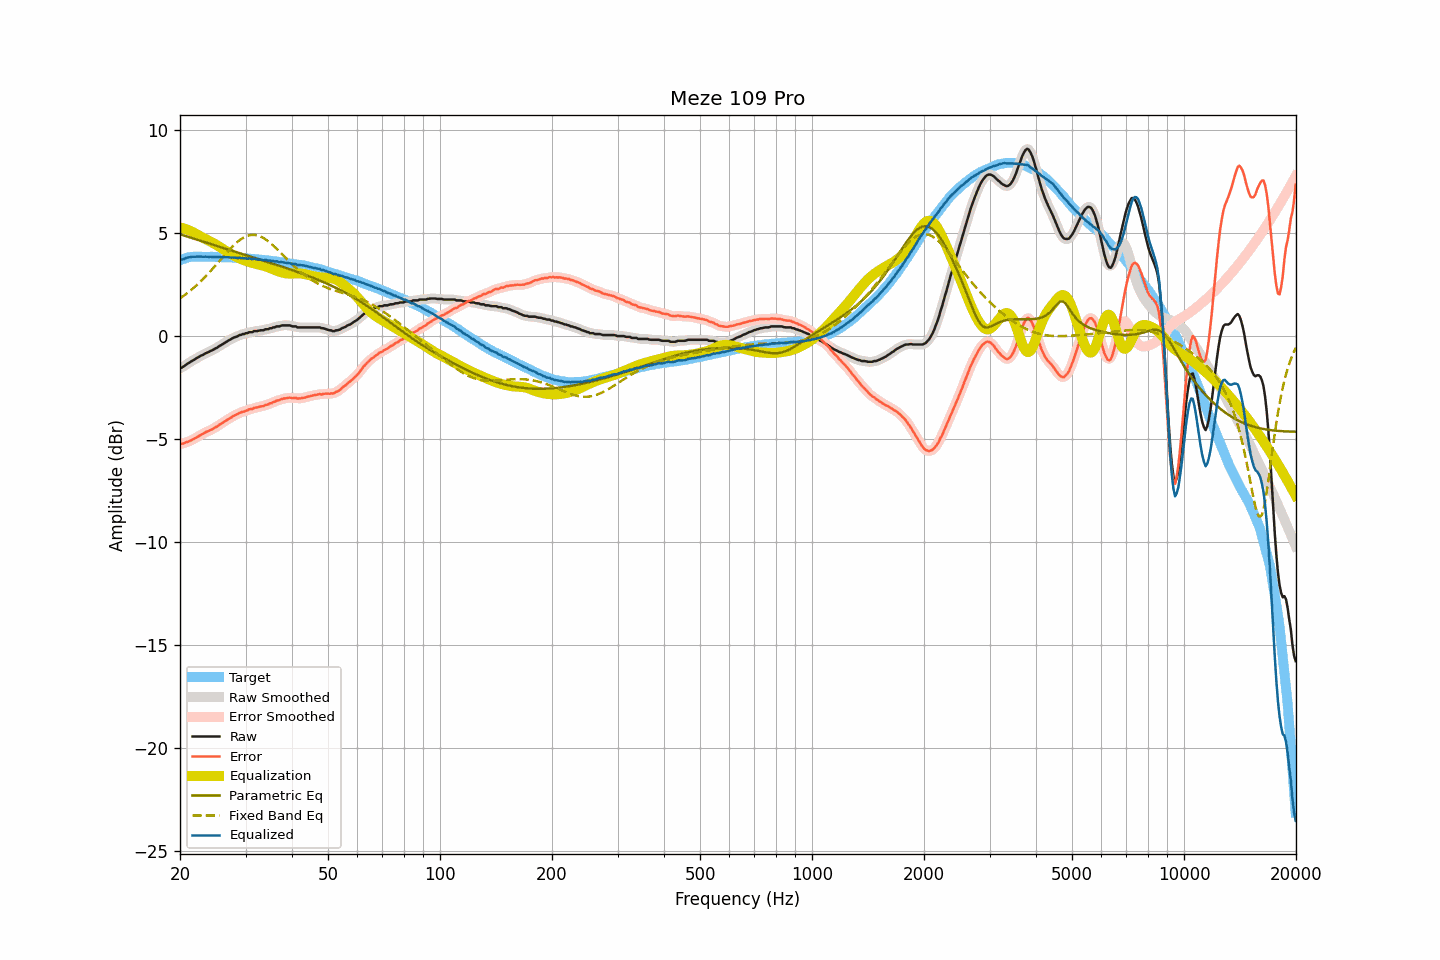 Meze 109 Pro
10
5
0
−5
−10
−15
−20
−25
Amplitude (dBr)
Target
Raw Smoothed
Error Smoothed
Raw
Error
Equalization
Parametric Eq
Fixed Band Eq
Equalized
20 50 100 200 500 1000 2000 5000 10000 20000
Frequency (Hz)